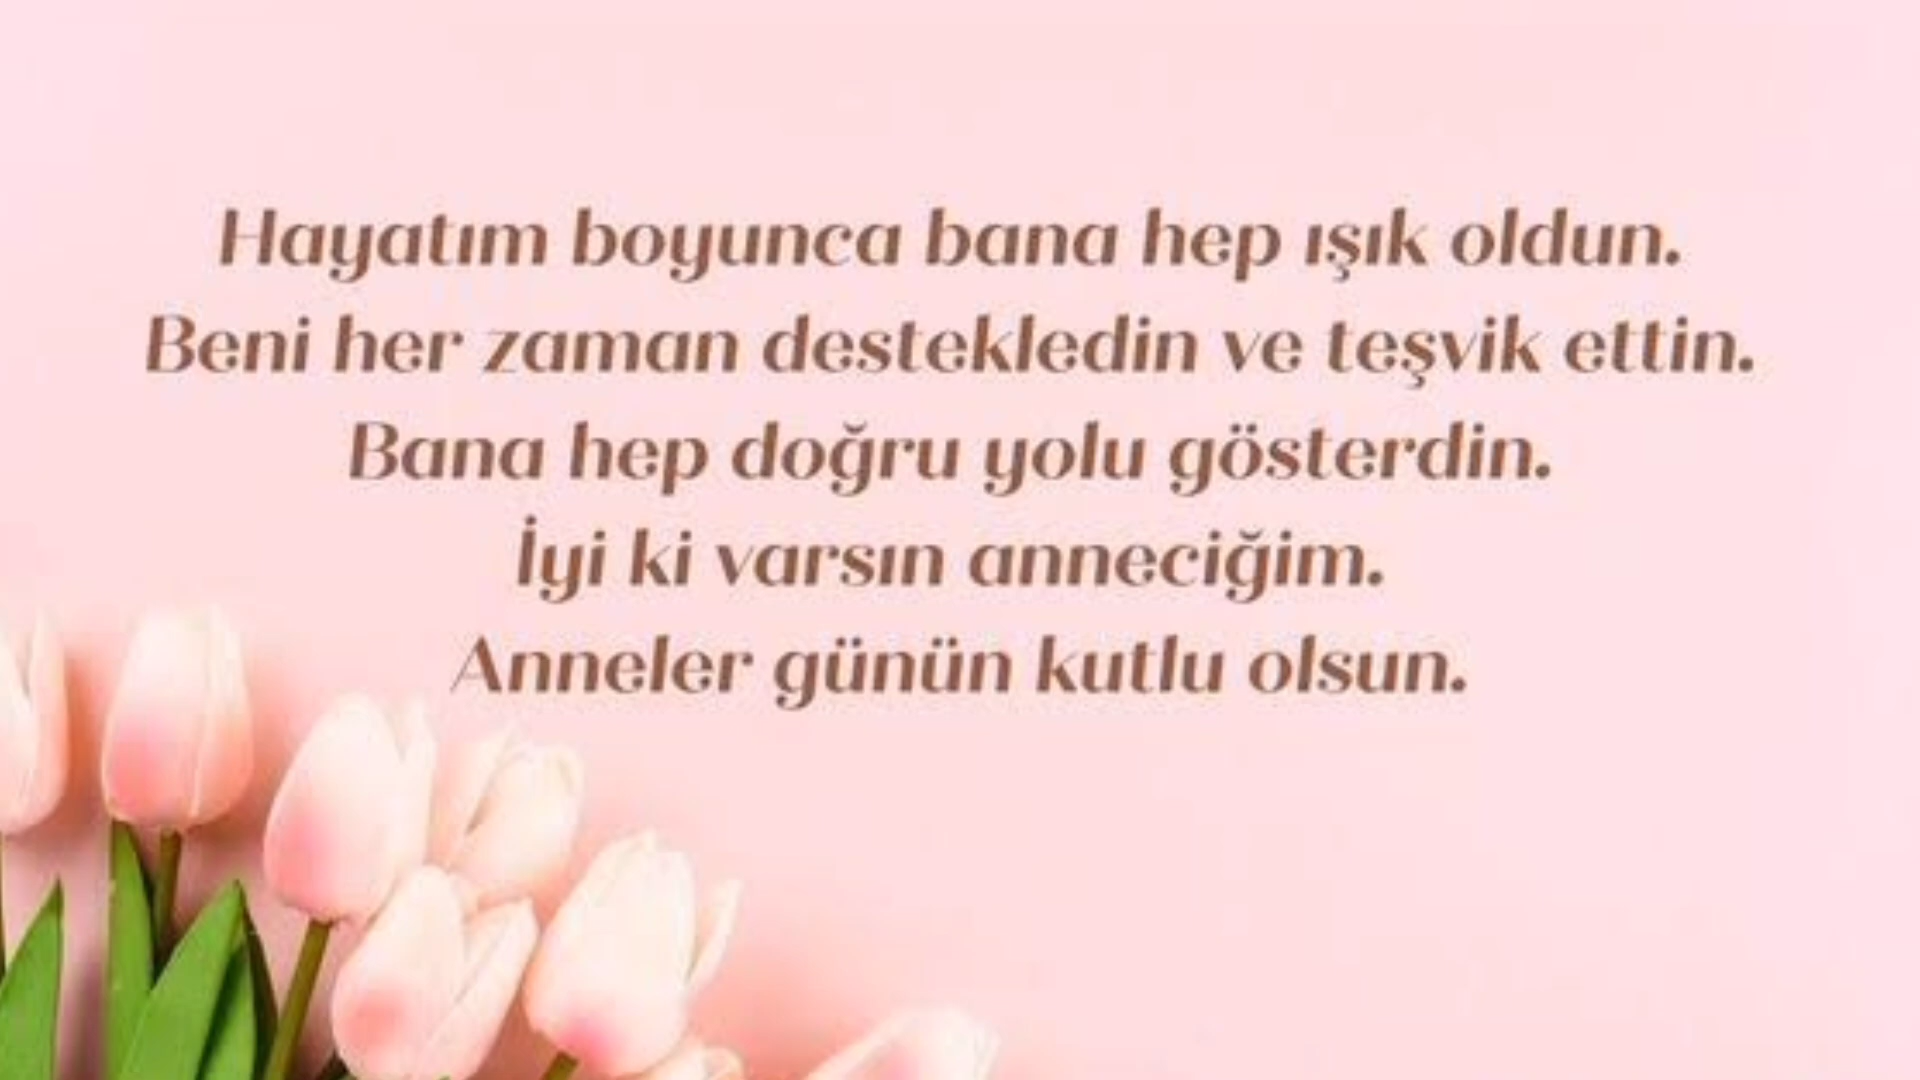 Hayatım boyunca bana hep ışık oldun.
Beni her zaman destekledin ve teşvik ettin.
Bana hep doğru yolu gösterdin.
İyi ki varsın anneciğim.
Anneler günün kutlu olsun.